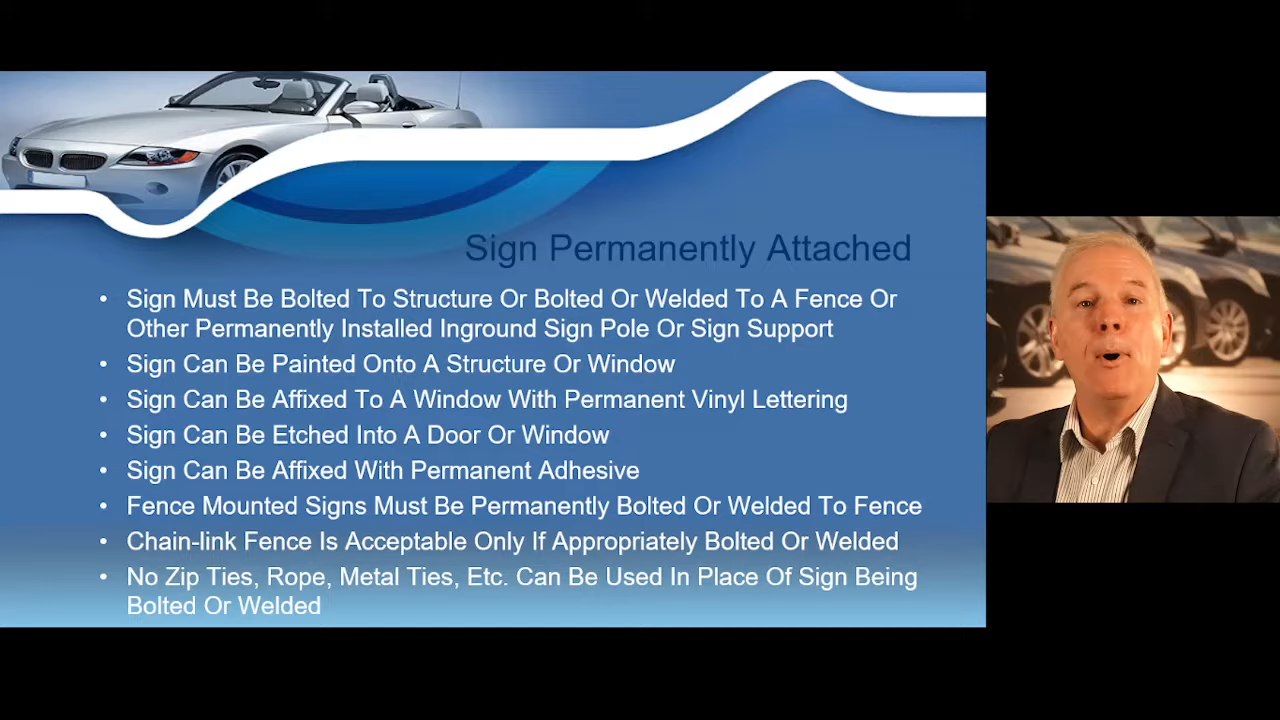 Sign Permanently Attached
• Sign Must Be Bolted To Structure Or Bolted Or Welded To A Fence Or
Other Permanently Installed Inground Sign Pole Or Sign Support
• Sign Can Be Painted Onto A Structure Or Window
• Sign Can Be Affixed To A Window With Permanent Vinyl Lettering
• Sign Can Be Etched Into A Door Or Window
• Sign Can Be Affixed With Permanent Adhesive
• Fence Mounted Signs Must Be Permanently Bolted Or Welded To Fence
• Chain-link Fence Is Acceptable Only If Appropriately Bolted Or Welded
• No Zip Ties, Rope, Metal Ties, Etc. Can Be Used In Place Of Sign Being
Bolted Or Welded